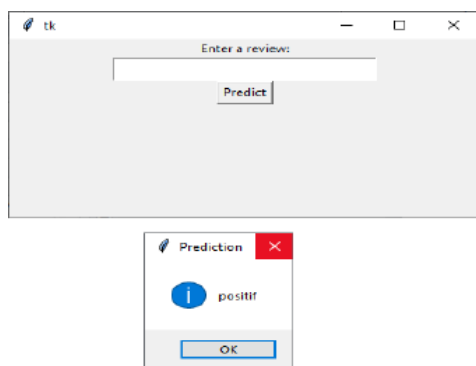 tk
Enter a review:
Predict
Prediction
i positif
OK